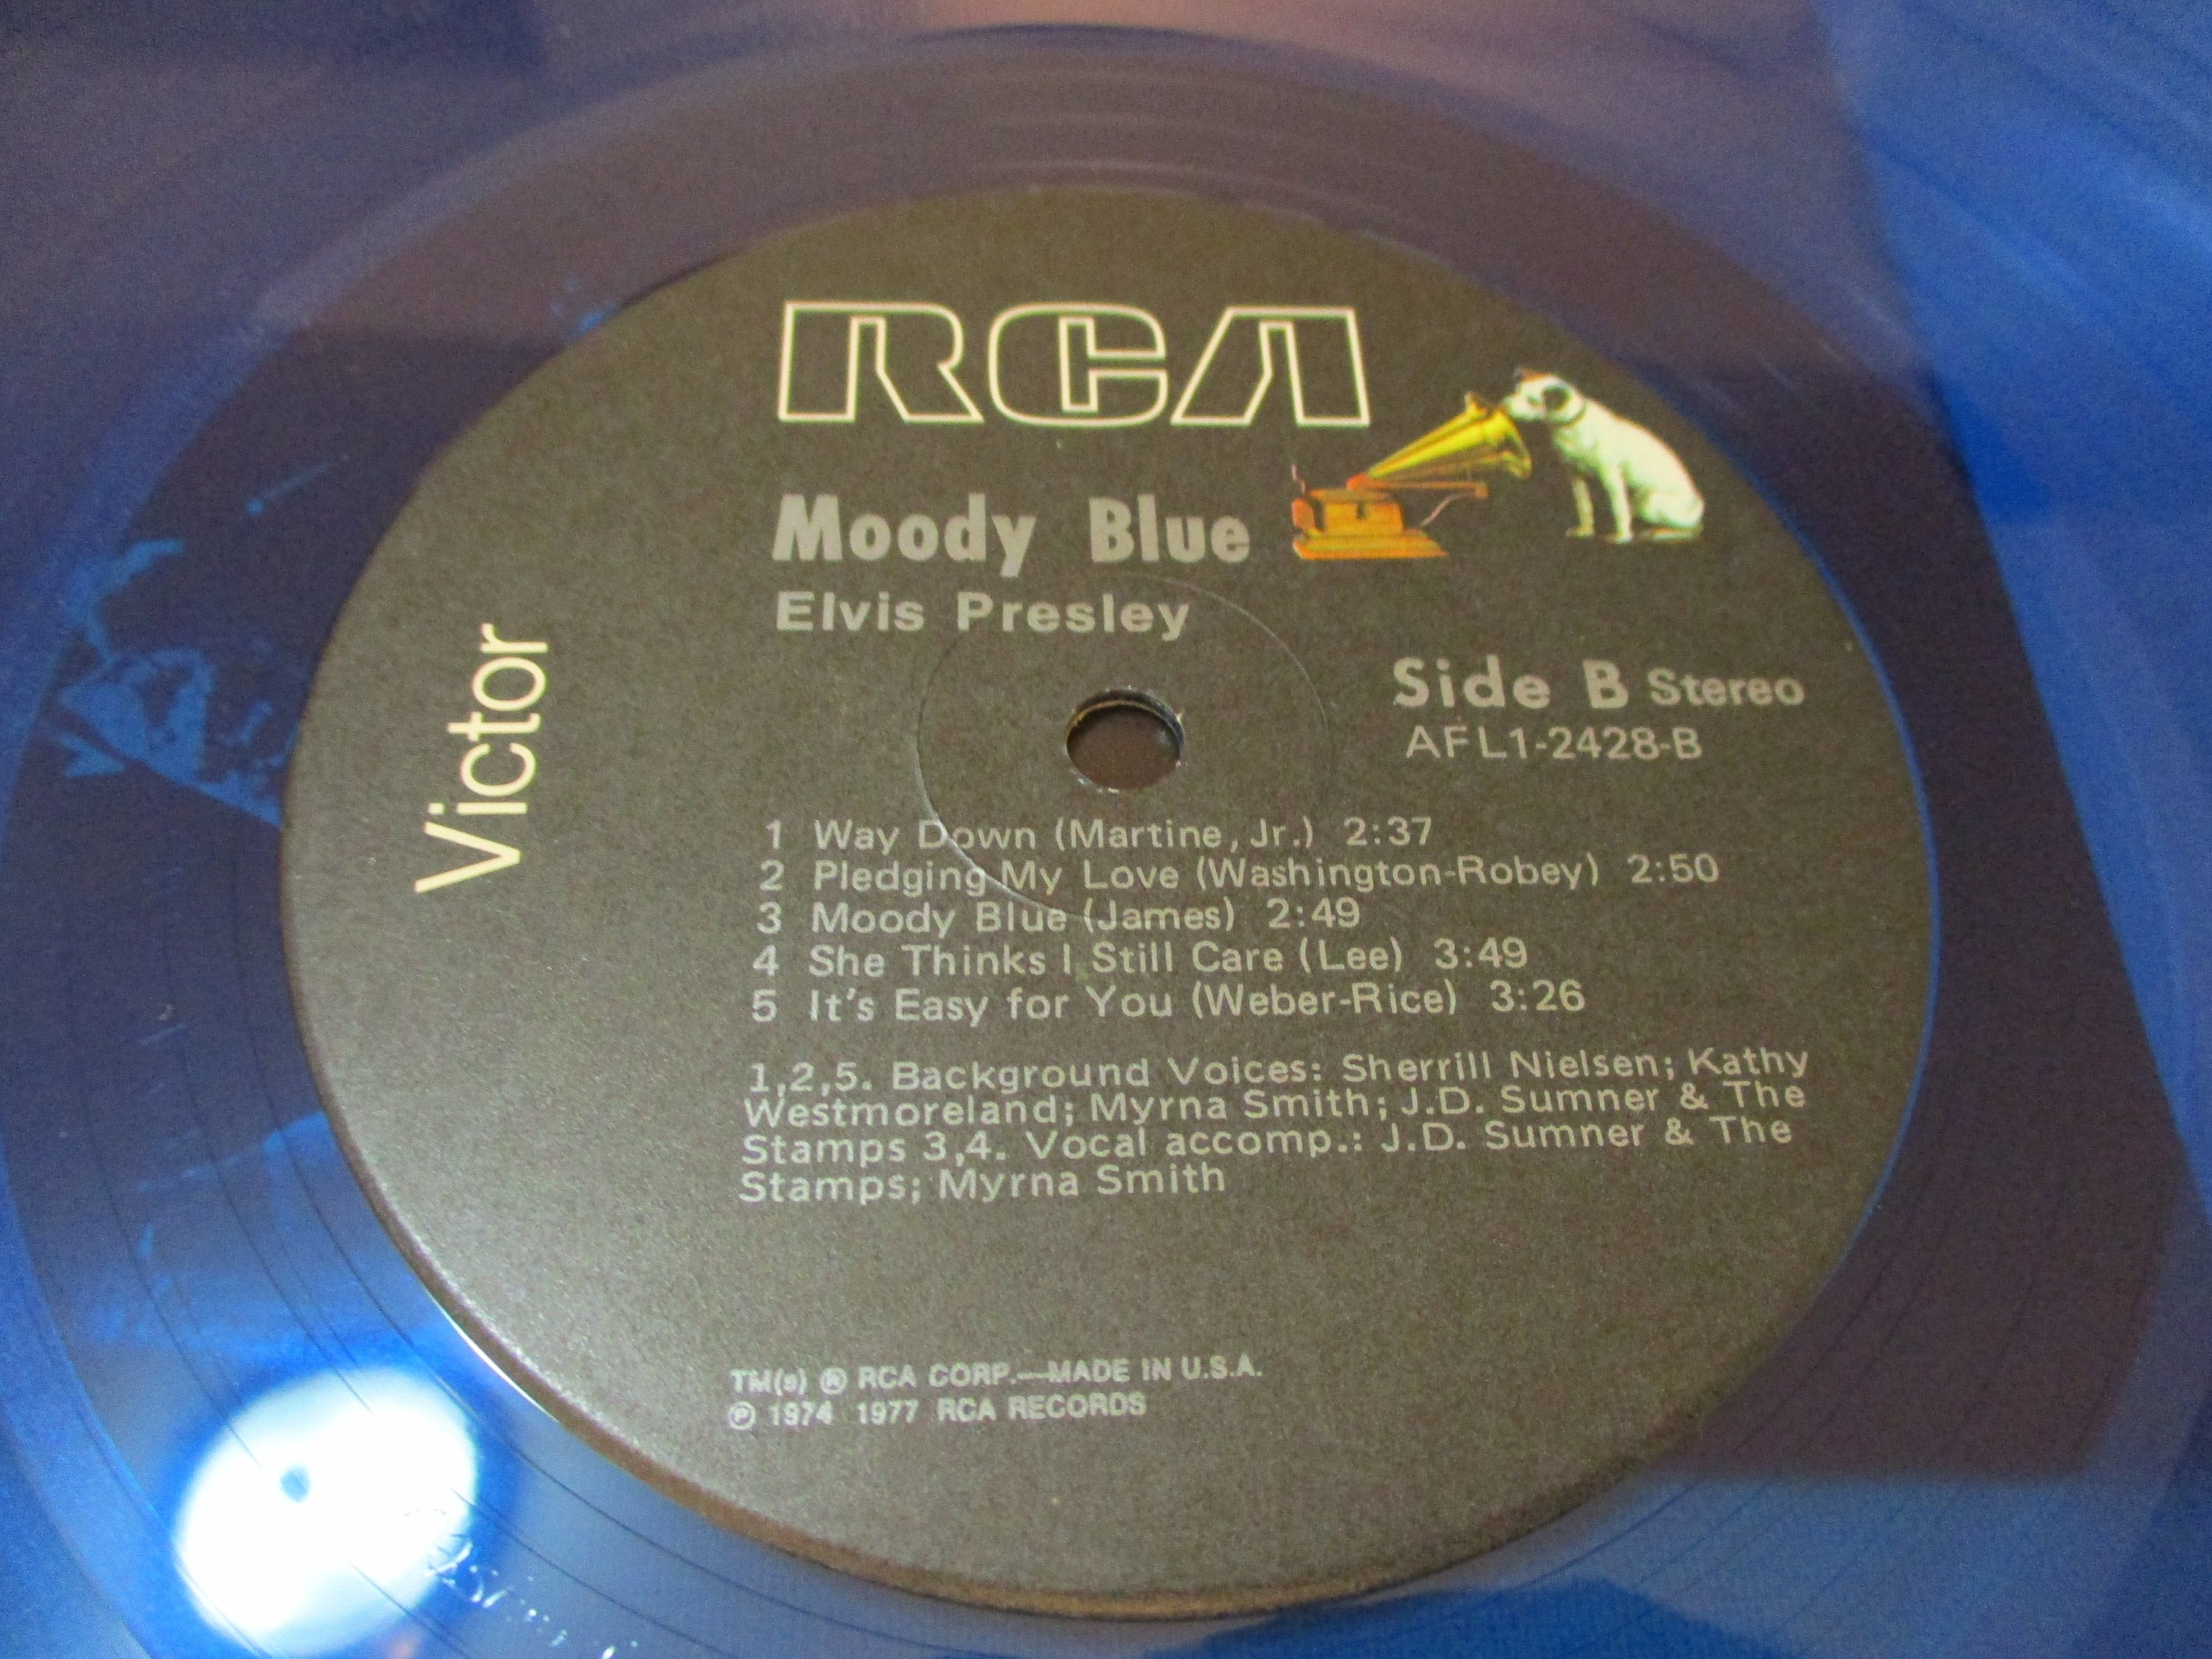 RCA
Moody Blue
Elvis Presley
Victor
Side B Stereo
AFL1-2428-B
1 Way Down (Martine, Jr.) 2:37
2 Pledging My Love (Washington-Robey) 2:50
3 Moody Blue (James) 2:49
4 She Thinks I Still Care (Lee) 3:49
5 It's Easy for You (Weber-Rice) 3:26
1,2,5. Background Voices: Sherrill Nielsen; Kathy
Westmoreland; Myrna Smith; J.D. Sumner & The
Stamps 3,4. Vocal accomp.: J.D. Sumner & The
Stamps; Myrna Smith
TM(s) ® RCA CORP.—MADE IN U.S.A.
℗ 1974 1977 RCA RECORDS